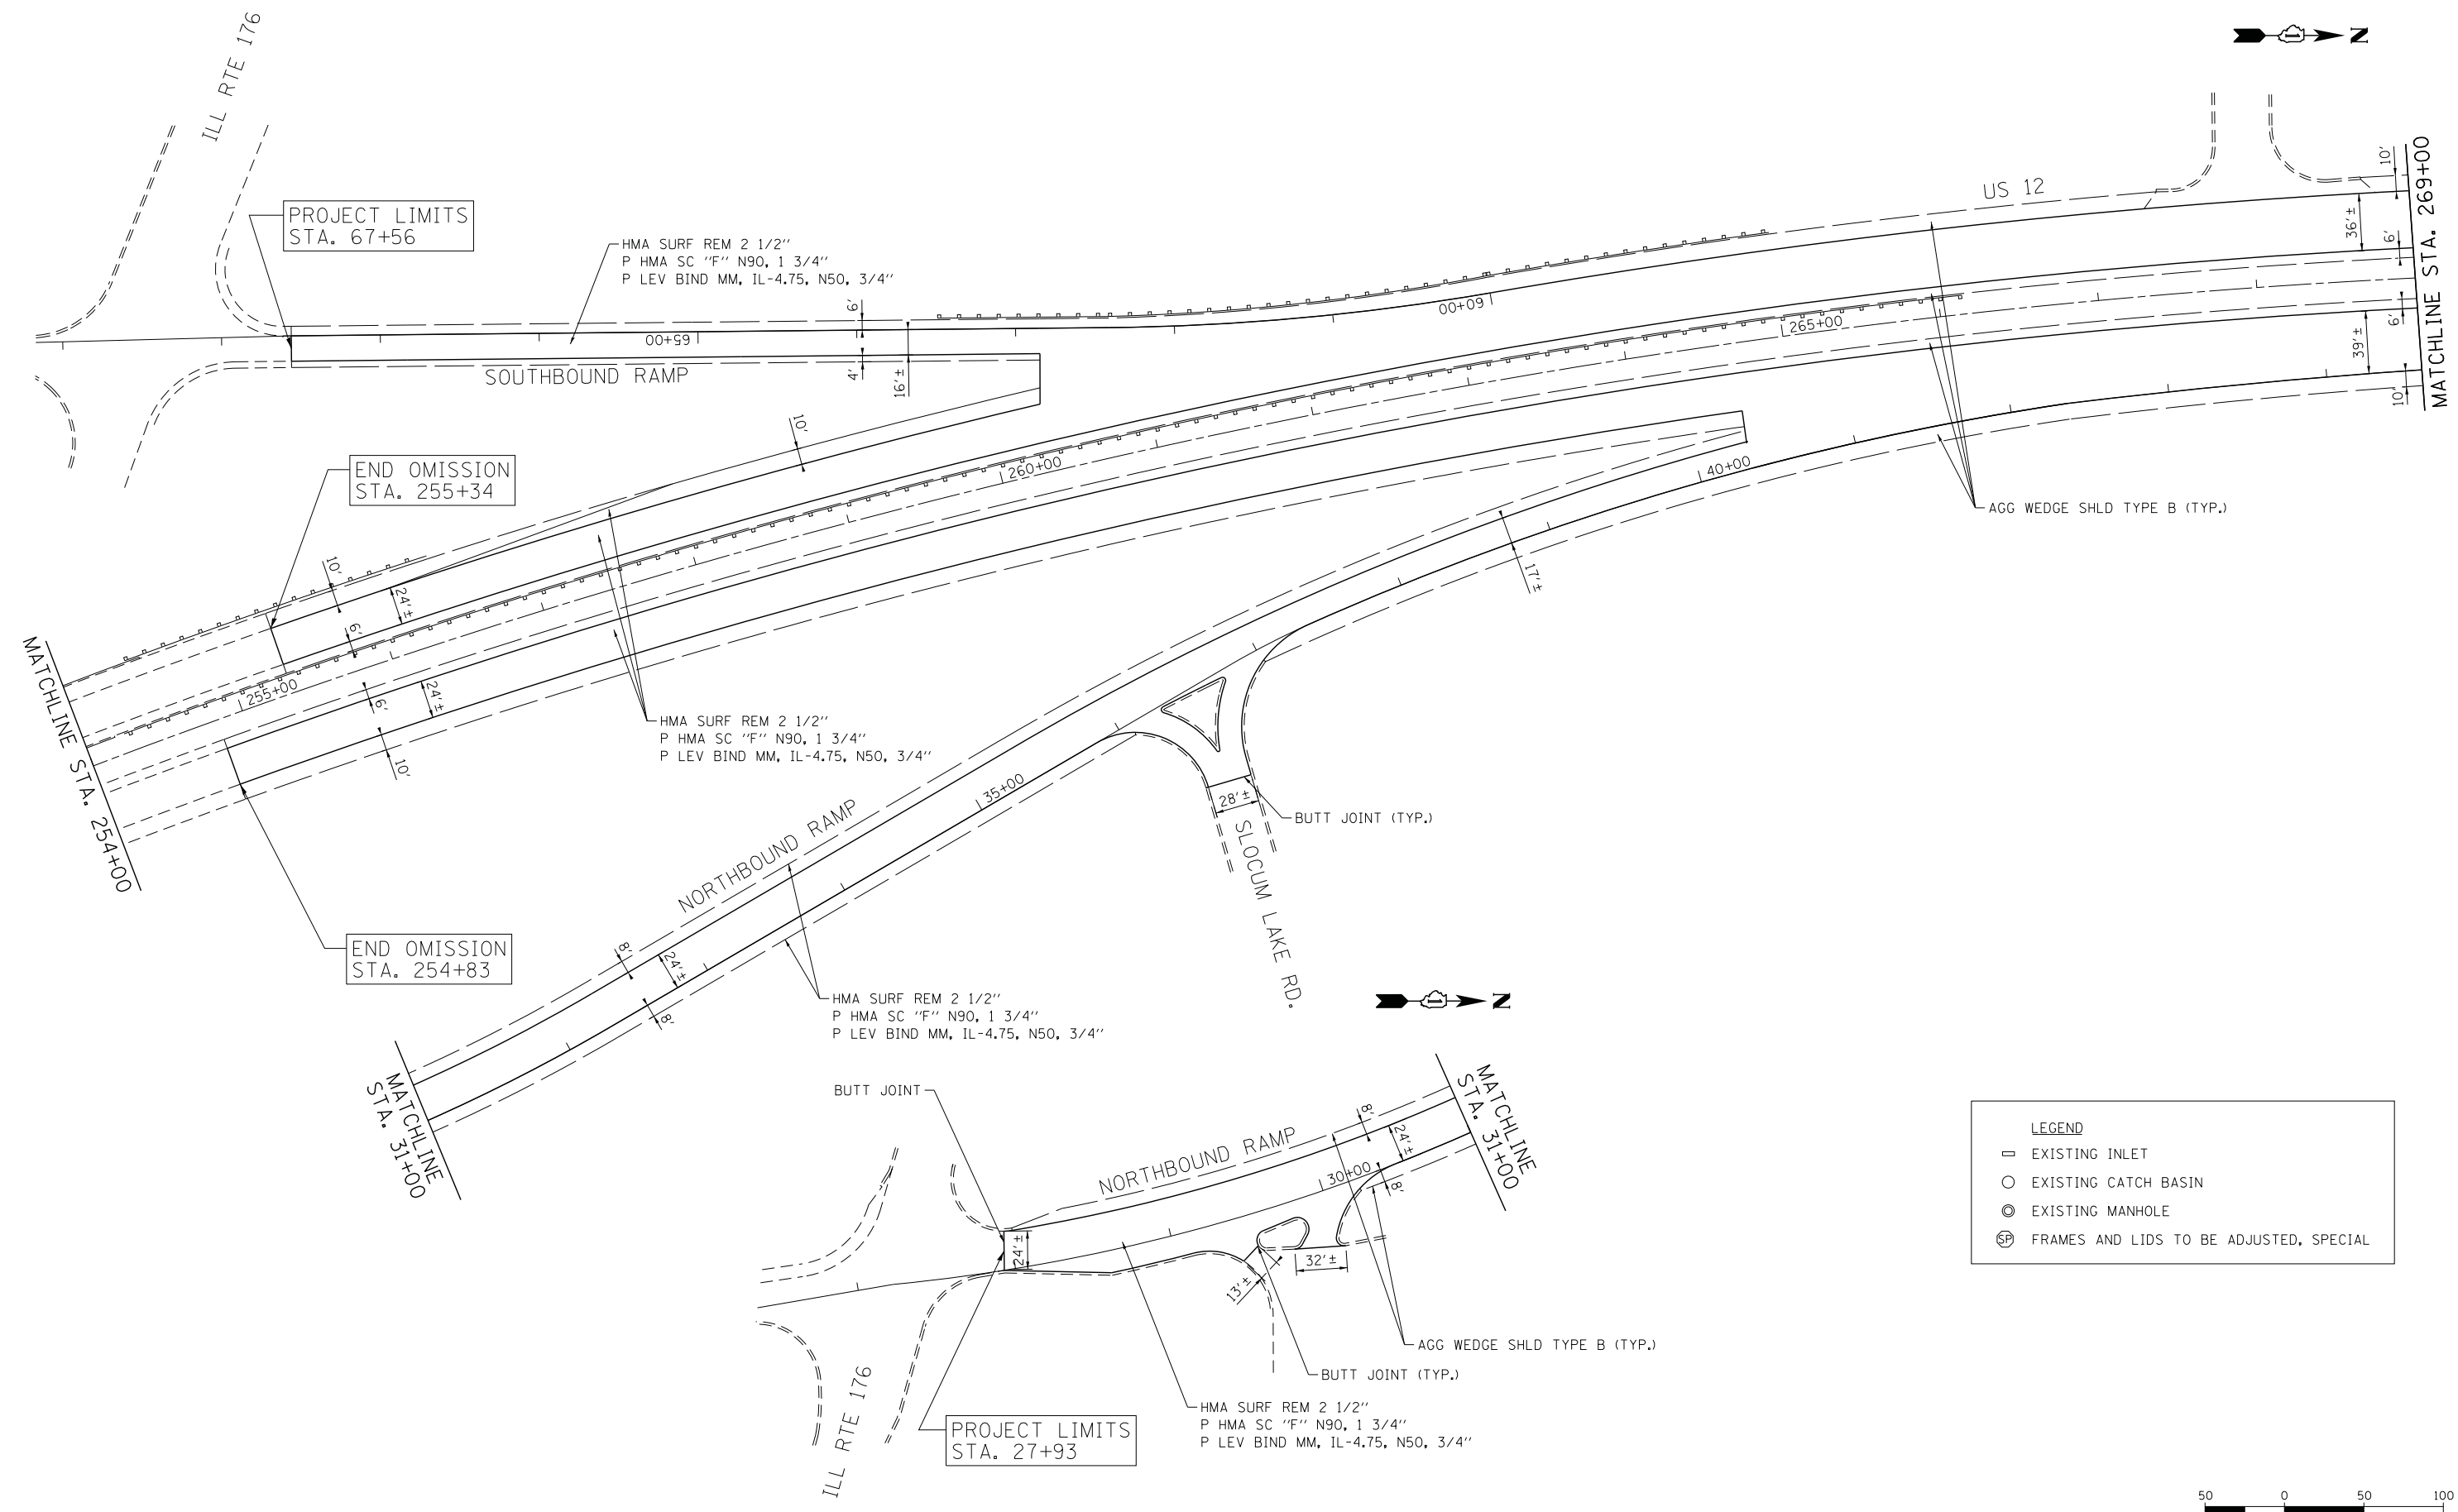 ILL RTE 176
N
PROJECT LIMITS
STA. 67+56
HMA SURF REM 2 1/2"
P HMA SC "F" N90, 1 3/4"
P LEV BIND MM, IL-4.75, N50, 3/4"
US 12
10'
36'±
6'
MATCHLINE STA. 269+00
6'
39'±
10'
6'
65+00
60+00
265+00
4'
16'±
SOUTHBOUND RAMP
10'
END OMISSION
STA. 255+34
260+00
40+00
AGG WEDGE SHLD TYPE B (TYP.)
10'
24'±
6'
17'±
MATCHLINE STA. 254+00
255+00
6'
24'±
10'
HMA SURF REM 2 1/2"
P HMA SC "F" N90, 1 3/4"
P LEV BIND MM, IL-4.75, N50, 3/4"
35+00
28'±
BUTT JOINT (TYP.)
SLOCUM LAKE RD.
NORTHBOUND RAMP
END OMISSION
STA. 254+83
8'
24'±
8'
HMA SURF REM 2 1/2"
P HMA SC "F" N90, 1 3/4"
P LEV BIND MM, IL-4.75, N50, 3/4"
N
MATCHLINE
STA. 31+00
BUTT JOINT
MATCHLINE
STA. 31+00
8'
24'±
NORTHBOUND RAMP
30+00
8'
24'±
32'±
13'±
AGG WEDGE SHLD TYPE B (TYP.)
BUTT JOINT (TYP.)
HMA SURF REM 2 1/2"
P HMA SC "F" N90, 1 3/4"
P LEV BIND MM, IL-4.75, N50, 3/4"
PROJECT LIMITS
STA. 27+93
ILL RTE 176
LEGEND
EXISTING INLET
EXISTING CATCH BASIN
EXISTING MANHOLE
SP FRAMES AND LIDS TO BE ADJUSTED, SPECIAL
50 0 50 100